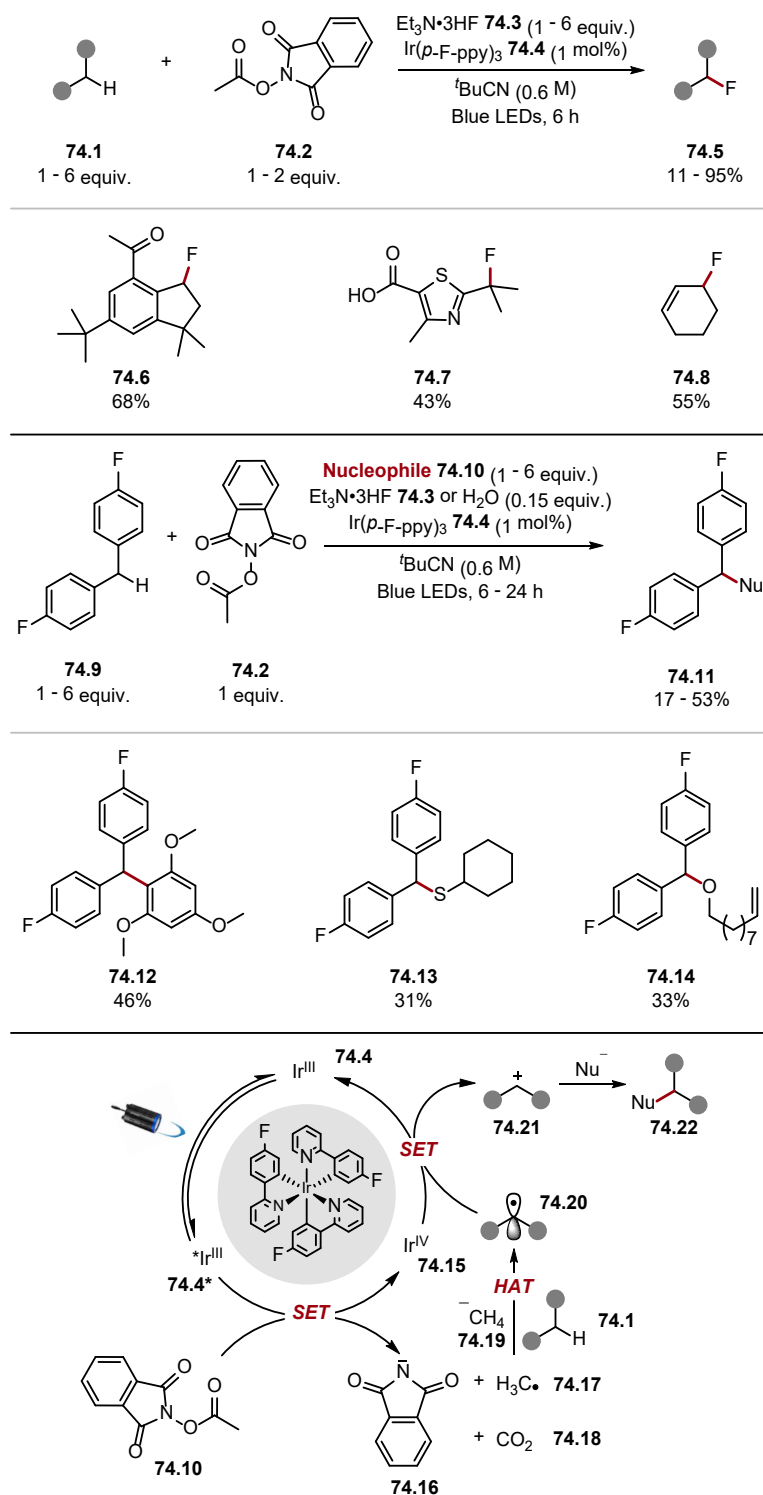 Et3N•3HF 74.3 (1 - 6 equiv.)
Ir(p-F-ppy)3 74.4 (1 mol%)
tBuCN (0.6 M)
Blue LEDs, 6 h
H
+
O
O
N
O
O
F
74.1
1 - 6 equiv.
74.2
1 - 2 equiv.
74.5
11 - 95%
O
F
O
HO
S
N
F
F
74.6
68%
74.7
43%
74.8
55%
Nucleophile 74.10 (1 - 6 equiv.)
Et3N•3HF 74.3 or H2O (0.15 equiv.)
Ir(p-F-ppy)3 74.4 (1 mol%)
tBuCN (0.6 M)
Blue LEDs, 6 - 24 h
F
F
H
+
O
N
O
O
O
F
F
Nu
74.9
1 - 6 equiv.
74.2
1 equiv.
74.11
17 - 53%
F
F
O
O
O
F
F
S
F
F
O
7
74.12
46%
74.13
31%
74.14
33%
IrIII 74.4
+
74.21
Nu−
Nu
74.22
SET
F
N
F
Ir
N
N
F
74.20
*IrIII
74.4*
IrIV
74.15
HAT
SET
−
CH4
74.19
H
74.1
O
N
O
O
O
74.10
O
N
−
O
74.16
+ H3C• 74.17
+ CO2 74.18